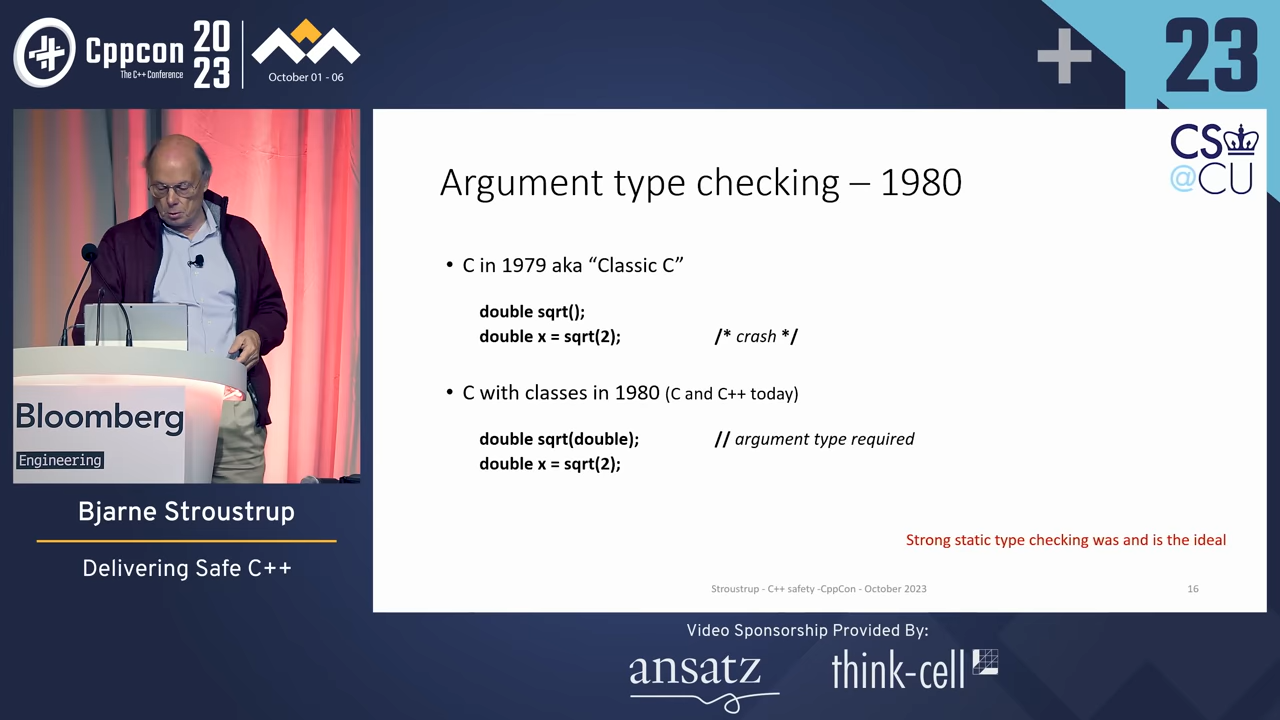 Cppcon
The C++ Conference
20
23
October 01 - 06
23
CS
@CU
Argument type checking – 1980
• C in 1979 aka “Classic C”
double sqrt();
double x = sqrt(2); /* crash */
• C with classes in 1980 (C and C++ today)
double sqrt(double); // argument type required
double x = sqrt(2);
Strong static type checking was and is the ideal
Stroustrup - C++ safety -CppCon - October 2023 16
Bloomberg
Engineering
Bjarne Stroustrup
Delivering Safe C++
Video Sponsorship Provided By:
ansatz
think-cell